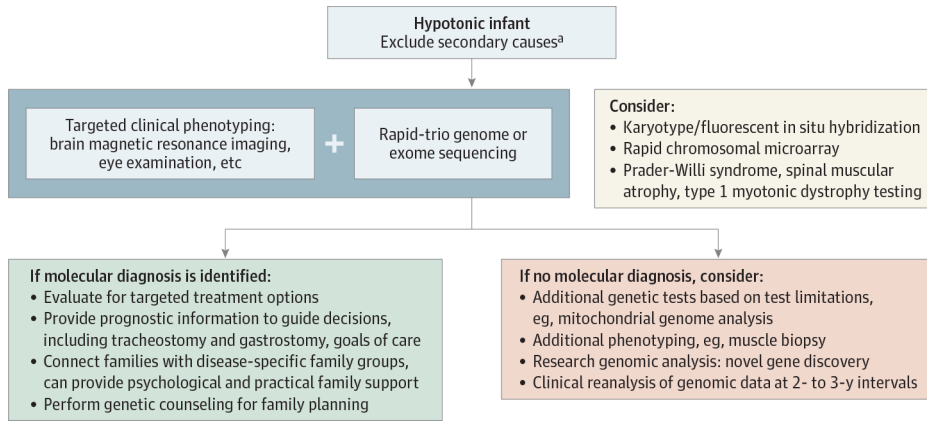 Hypotonic infant
Exclude secondary causesᵃ
Targeted clinical phenotyping:
brain magnetic resonance imaging,
eye examination, etc
+
Rapid-trio genome or
exome sequencing
Consider:
• Karyotype/fluorescent in situ hybridization
• Rapid chromosomal microarray
• Prader-Willi syndrome, spinal muscular
atrophy, type 1 myotonic dystrophy testing
If molecular diagnosis is identified:
• Evaluate for targeted treatment options
• Provide prognostic information to guide decisions,
including tracheostomy and gastrostomy, goals of care
• Connect families with disease-specific family groups,
can provide psychological and practical family support
• Perform genetic counseling for family planning
If no molecular diagnosis, consider:
• Additional genetic tests based on test limitations,
eg, mitochondrial genome analysis
• Additional phenotyping, eg, muscle biopsy
• Research genomic analysis: novel gene discovery
• Clinical reanalysis of genomic data at 2- to 3-y intervals